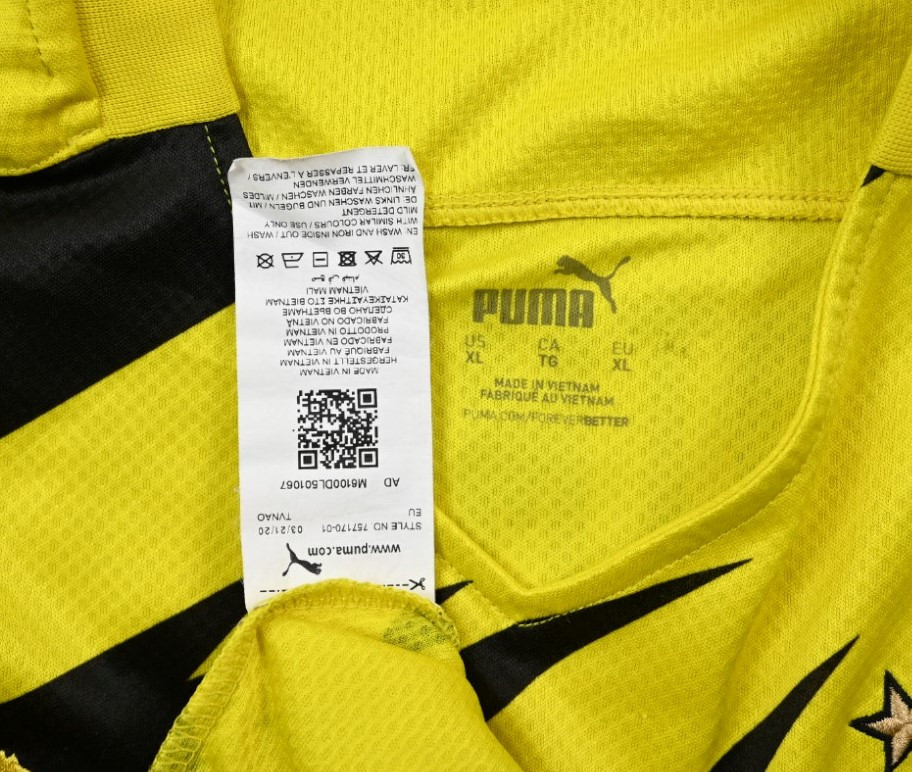 PUMA
US CA EU
XL TG XL
MADE IN VIETNAM
FABRIQUÉ AU VIETNAM
PUMA.COM/FOREVERBETTER
www.puma.com
STYLE NO 757170-01 03/21/20
EU TVNAO
AD M6100DL501067
MADE IN VIETNAM
HERGESTELLT IN VIETNAM
FABRIQUÉ AU VIETNAM
FABRICADO EN VIETNAM
PRODOTTO IN VIETNAM
FABRICADO NO VIETNÃ
СДЕЛАНО ВО ВЬЕТНАМЕ
ΚΑΤΑΣΚΕΥΑΣΤΗΚΕ ΣΤΟ ΒΙΕΤΝΑΜ
VIETNAM MALI
صنع في فيتنام
30
EN: WASH AND IRON INSIDE OUT / WASH
WITH SIMILAR COLOURS / USE ONLY
MILD DETERGENT
DE: LINKS WASCHEN UND BÜGELN / MIT
ÄHNLICHEN FARBEN WASCHEN / MILDES
WASCHMITTEL VERWENDEN
FR: LAVER ET REPASSER A L'ENVERS /